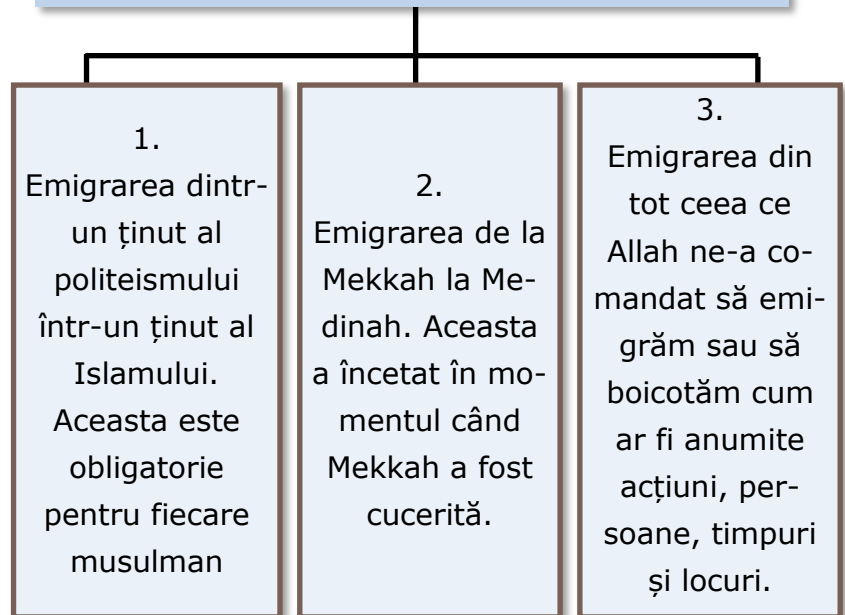 1.
Emigrarea dintr-
un ținut al
politeismului
într-un ținut al
Islamului.
Aceasta este
obligatorie
pentru fiecare
musulman
2.
Emigrarea de la
Mekkah la Me-
dinah. Aceasta
a încetat în mo-
mentul când
Mekkah a fost
cucerită.
3.
Emigrarea din
tot ceea ce
Allah ne-a co-
mandat să emi-
grăm sau să
boicotăm cum
ar fi anumite
acțiuni, per-
soane, timpuri
și locuri.